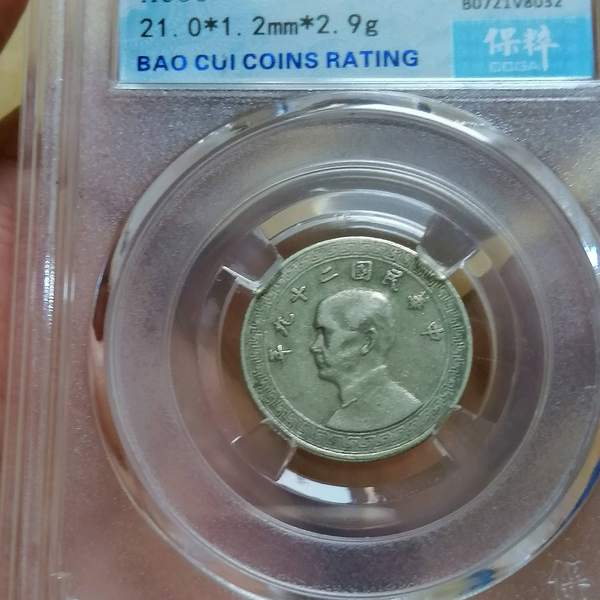 B0721V8032
21.0*1.2mm*2.9g
保粹
BAO CUI COINS RATING
中華民國二十九年